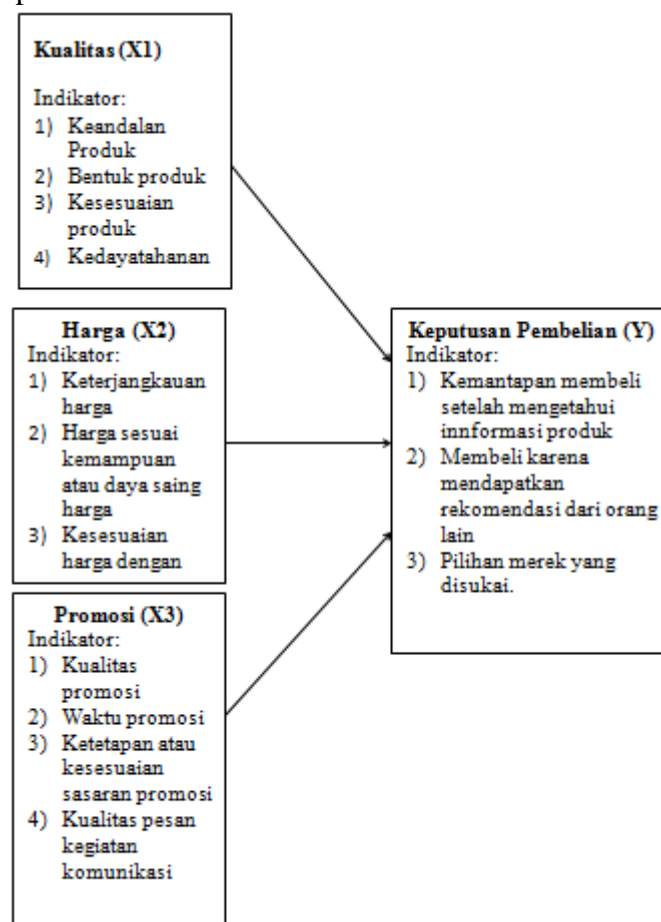 Kualitas (X1)
Indikator:
1) Keandalan
Produk
2) Bentuk produk
3) Kesesuaian
produk
4) Kedayatahanan
Harga (X2)
Indikator:
1) Keterjangkauan
harga
2) Harga sesuai
kemampuan
atau daya saing
harga
3) Kesesuaian
harga dengan
Promosi (X3)
Indikator:
1) Kualitas
promosi
2) Waktu promosi
3) Ketetapan atau
kesesuaian
sasaran promosi
4) Kualitas pesan
kegiatan
komunikasi
Keputusan Pembelian (Y)
Indikator:
1) Kemantapan membeli
setelah mengetahui
innformasi produk
2) Membeli karena
mendapatkan
rekomendasi dari orang
lain
3) Pilihan merek yang
disukai.